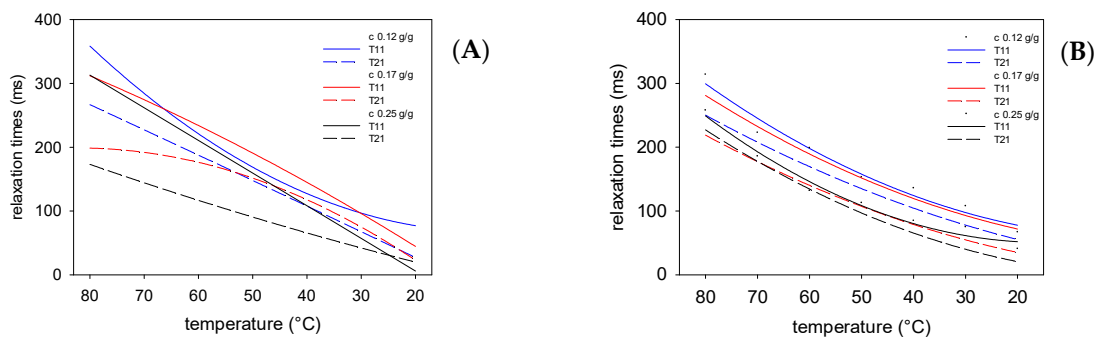 400
300
200
100
0
relaxation times (ms)
80 70 60 50 40 30 20
temperature (°C)
c 0.12 g/g
T11
T21
c 0.17 g/g
T11
T21
c 0.25 g/g
T11
T21
(A)
400
300
200
100
0
relaxation times (ms)
80 70 60 50 40 30 20
temperature (°C)
c 0.12 g/g
T11
T21
c 0.17 g/g
T11
T21
c 0.25 g/g
T11
T21
(B)